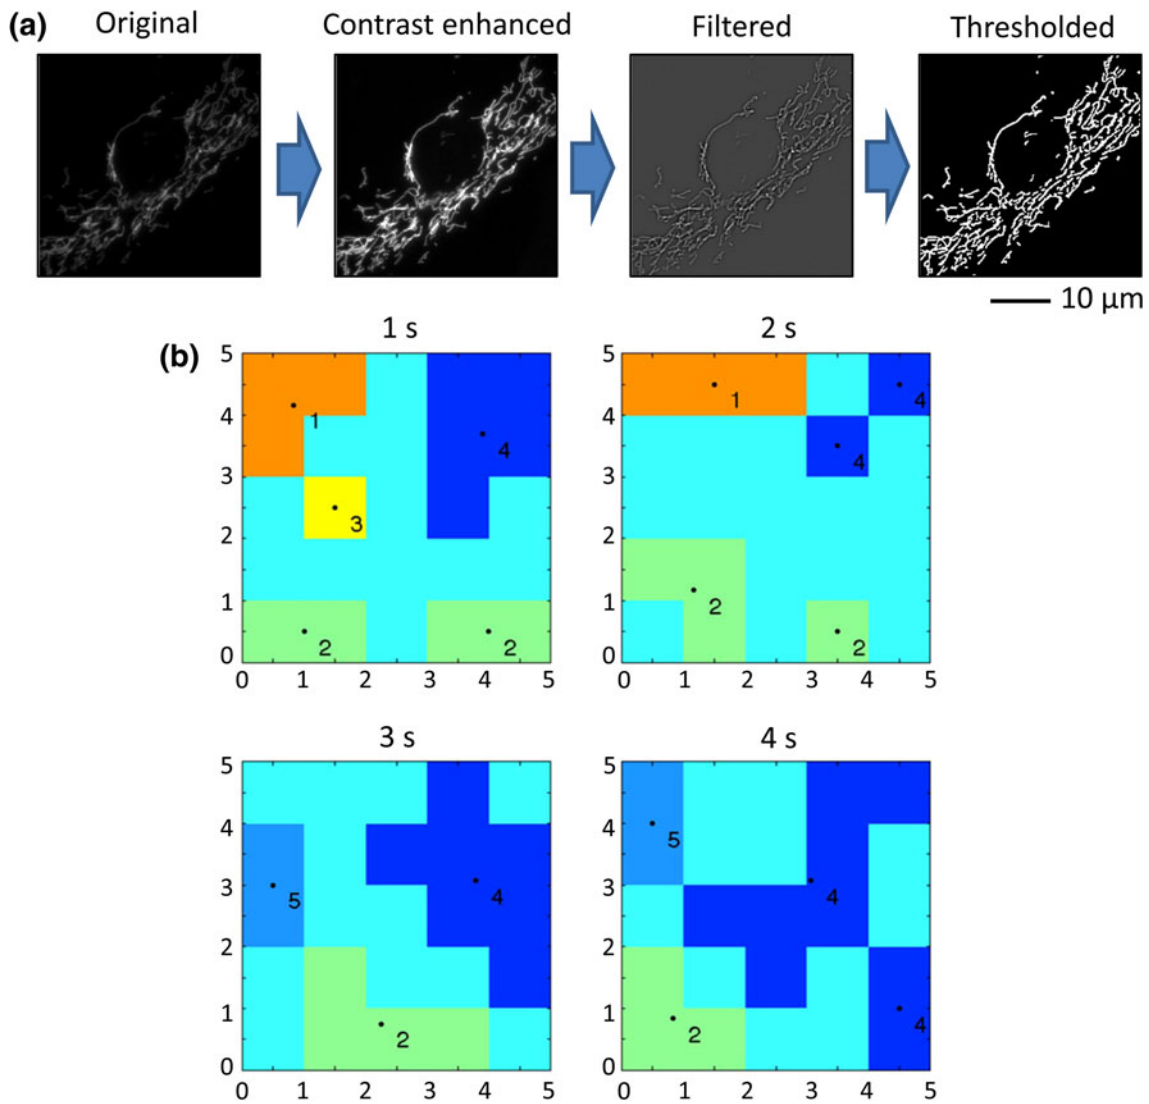 (a) Original Contrast enhanced Filtered Thresholded
10 µm
(b) 1 s 2 s
5 5
1 1 4
4 4
4 4
3 3
3
2 2
2
1 1
2 2 2
0 0
0 1 2 3 4 5 0 1 2 3 4 5
3 s 4 s
5 5
4 4
5
3 3
5 4 4
2 2
1 1
2 2 4
0 0
0 1 2 3 4 5 0 1 2 3 4 5